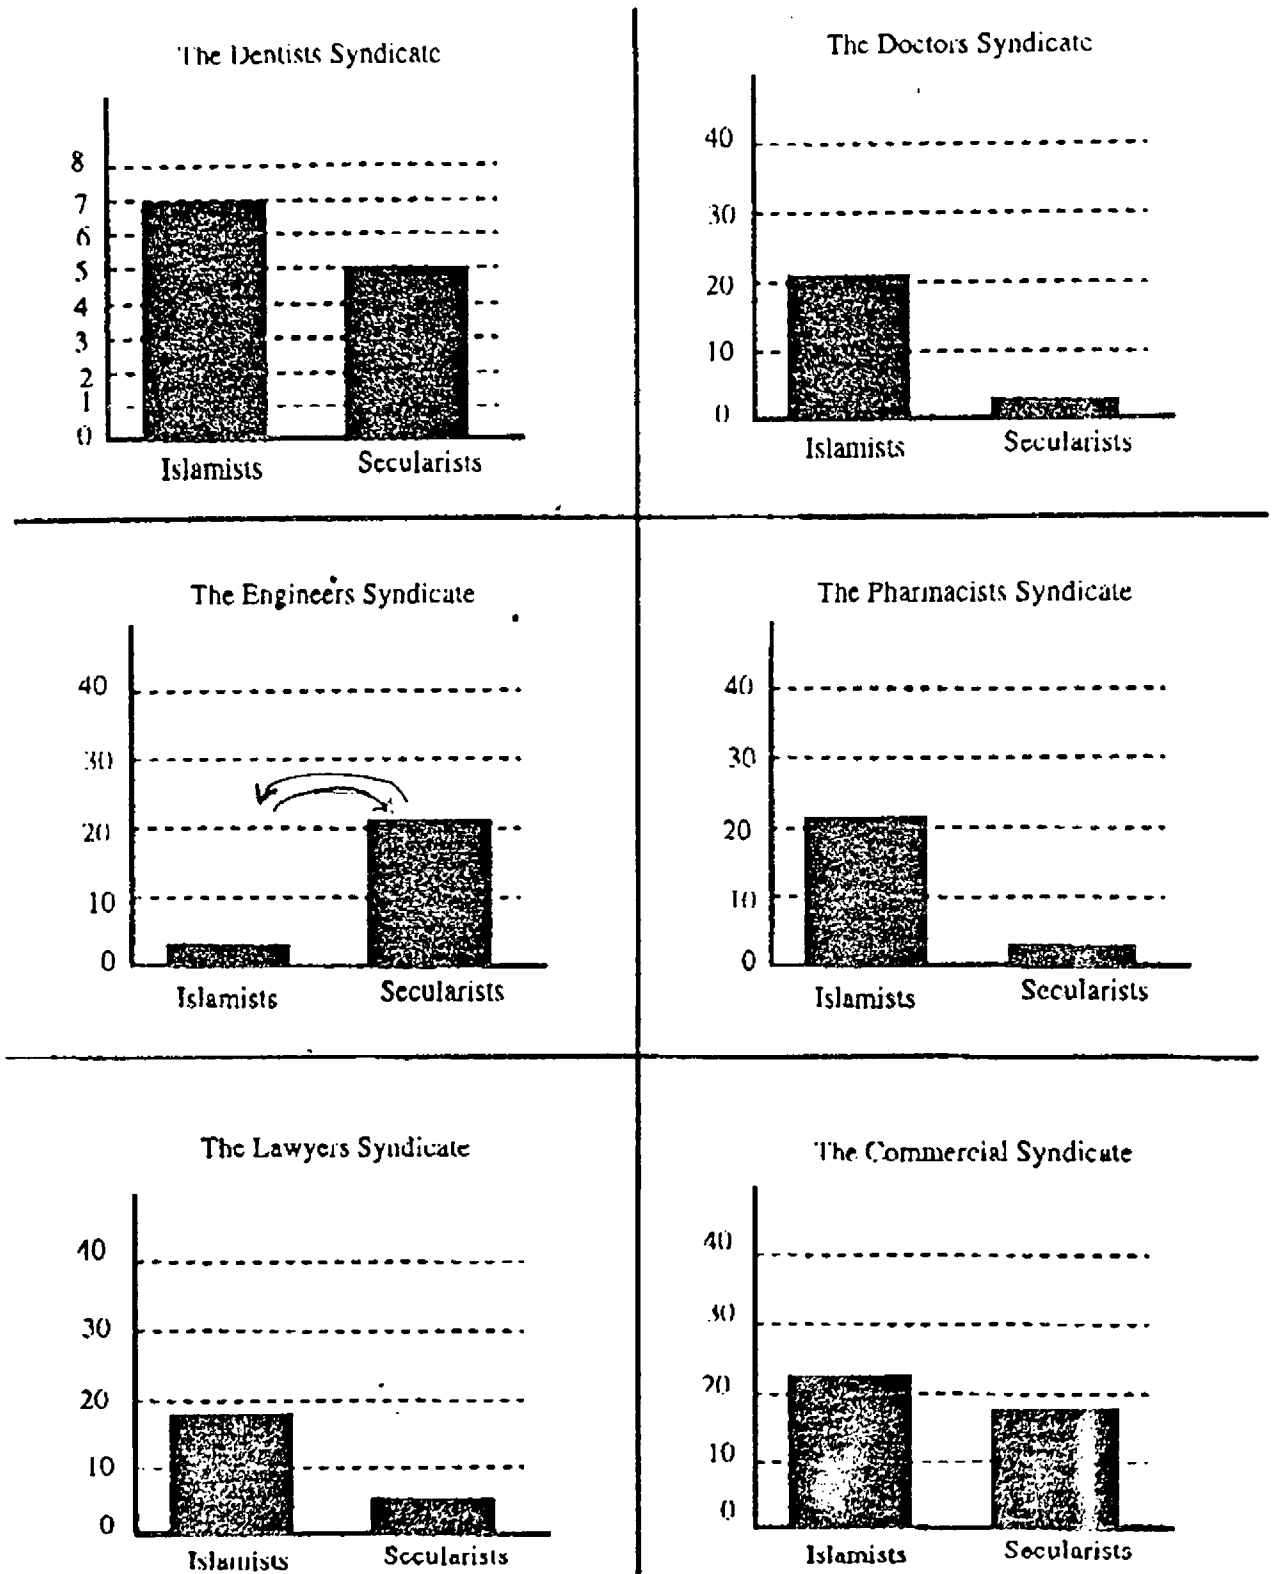 The Dentists Syndicate
8
7
6
5
4
3
2
1
0
Islamists Secularists
The Doctors Syndicate
40
30
20
10
0
Islamists Secularists
The Engineers Syndicate
40
30
20
10
0
Islamists Secularists
The Pharmacists Syndicate
40
30
20
10
0
Islamists Secularists
The Lawyers Syndicate
40
30
20
10
0
Islamists Secularists
The Commercial Syndicate
40
30
20
10
0
Islamists Secularists